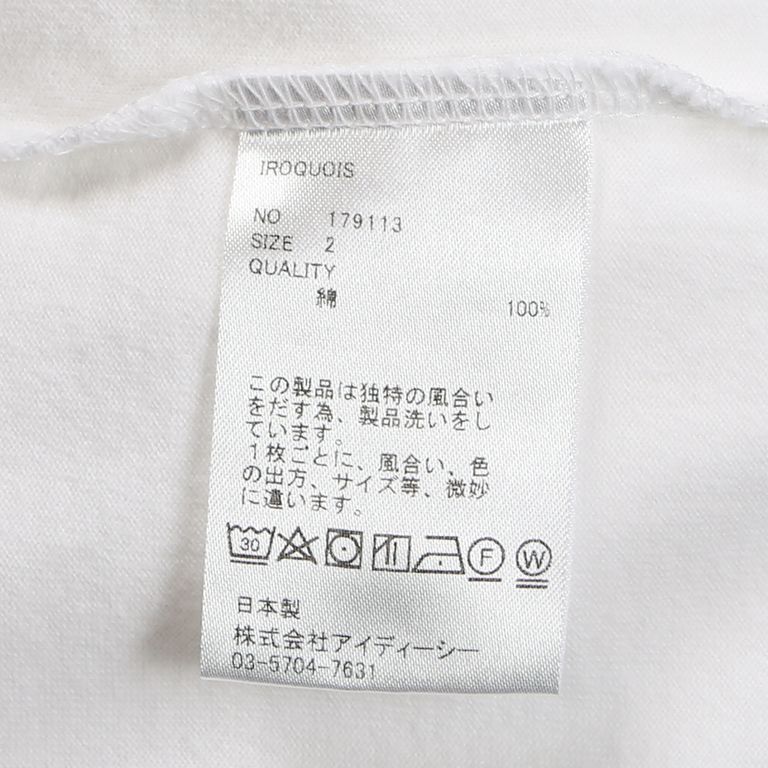 IROQUOIS
NO 179113
SIZE 2
QUALITY
綿 100%
この製品は独特の風合い
をだす為、製品洗いをし
ています。
1枚ごとに、風合い、色
の出方、サイズ等、微妙
に違います。
30 F W
日本製
株式会社アイディーシー
03-5704-7631